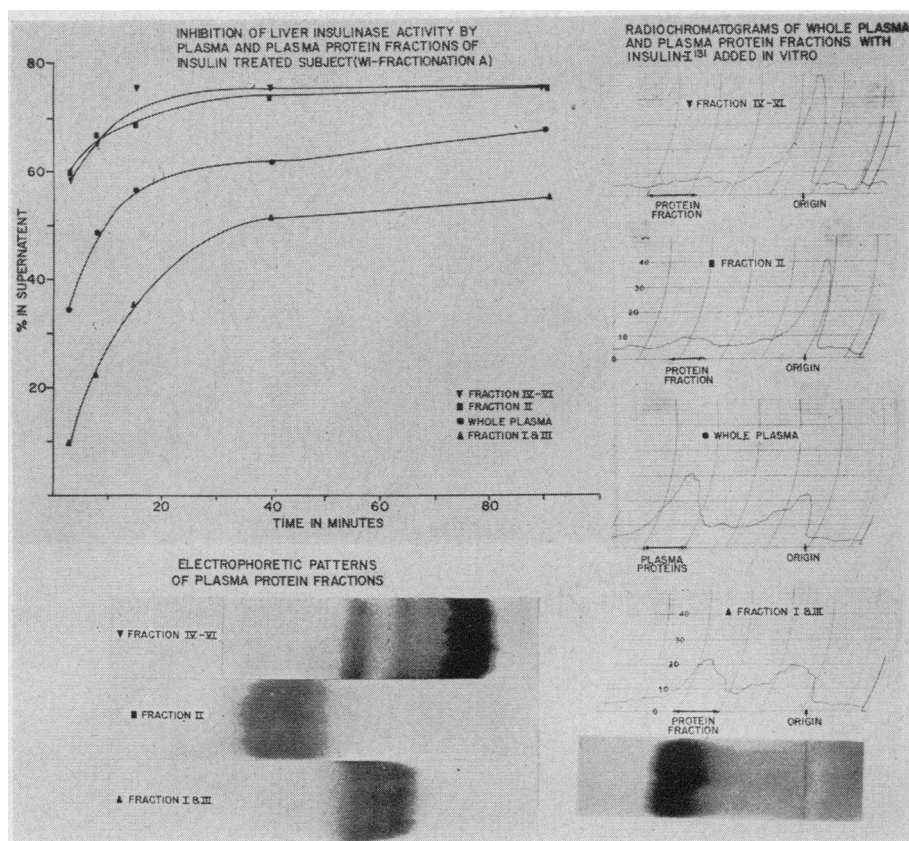 INHIBITION OF LIVER INSULINASE ACTIVITY BY
PLASMA AND PLASMA PROTEIN FRACTIONS OF
INSULIN TREATED SUBJECT (WI-FRACTIONATION A)
80
60
40
20
% IN SUPERNATENT
▼ FRACTION IV-VI
■ FRACTION II
● WHOLE PLASMA
▲ FRACTION I & III
20
40
60
80
TIME IN MINUTES
ELECTROPHORETIC PATTERNS
OF PLASMA PROTEIN FRACTIONS
▼ FRACTION IV-VI
■ FRACTION II
▲ FRACTION I & III
RADIOCHROMATOGRAMS OF WHOLE PLASMA
AND PLASMA PROTEIN FRACTIONS WITH
INSULIN-I¹³¹ ADDED IN VITRO
▼ FRACTION IV-VI
PROTEIN
FRACTION
ORIGIN
40
30
20
10
0
■ FRACTION II
PROTEIN
FRACTION
ORIGIN
● WHOLE PLASMA
PLASMA
PROTEINS
ORIGIN
40
30
20
10
0
▲ FRACTION I & III
PROTEIN
FRACTION
ORIGIN